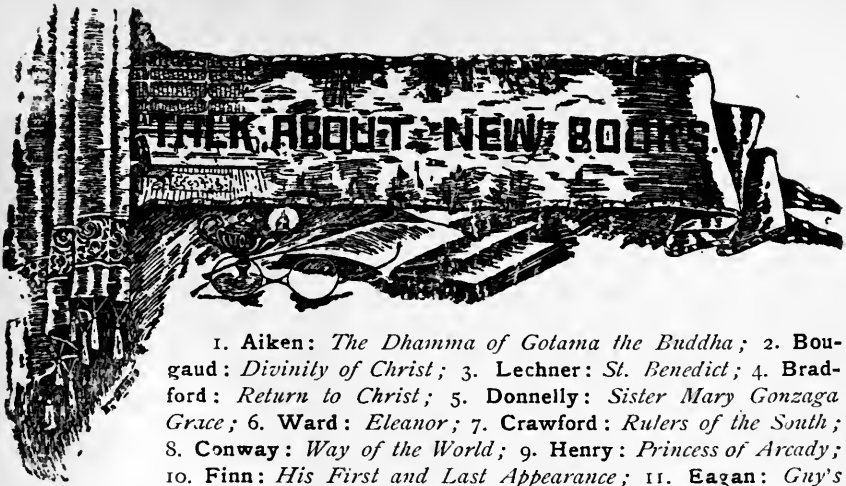 TALK ABOUT NEW BOOKS.
1. Aiken: The Dhamma of Gotama the Buddha; 2. Bou-
gaud: Divinity of Christ; 3. Lechner: St. Benedict; 4. Brad-
ford: Return to Christ; 5. Donnelly: Sister Mary Gonzaga
Grace; 6. Ward: Eleanor; 7. Crawford: Rulers of the South;
8. Conway: Way of the World; 9. Henry: Princess of Arcady;
10. Finn: His First and Last Appearance; 11. Eagan: Guy's